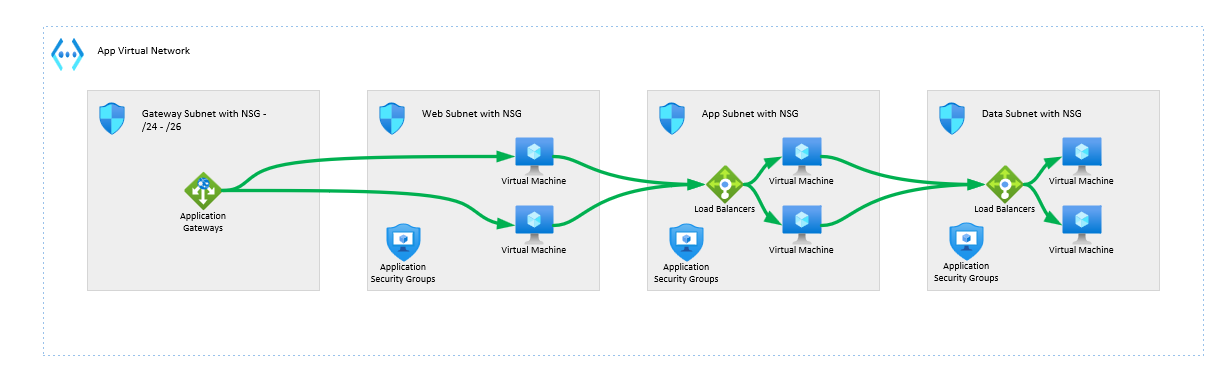 App Virtual Network
Gateway Subnet with NSG -
/24 - /26
Application
Gateways
Web Subnet with NSG
Virtual Machine
Virtual Machine
Application
Security Groups
App Subnet with NSG
Load Balancers
Virtual Machine
Virtual Machine
Application
Security Groups
Data Subnet with NSG
Load Balancers
Virtual Machine
Virtual Machine
Application
Security Groups